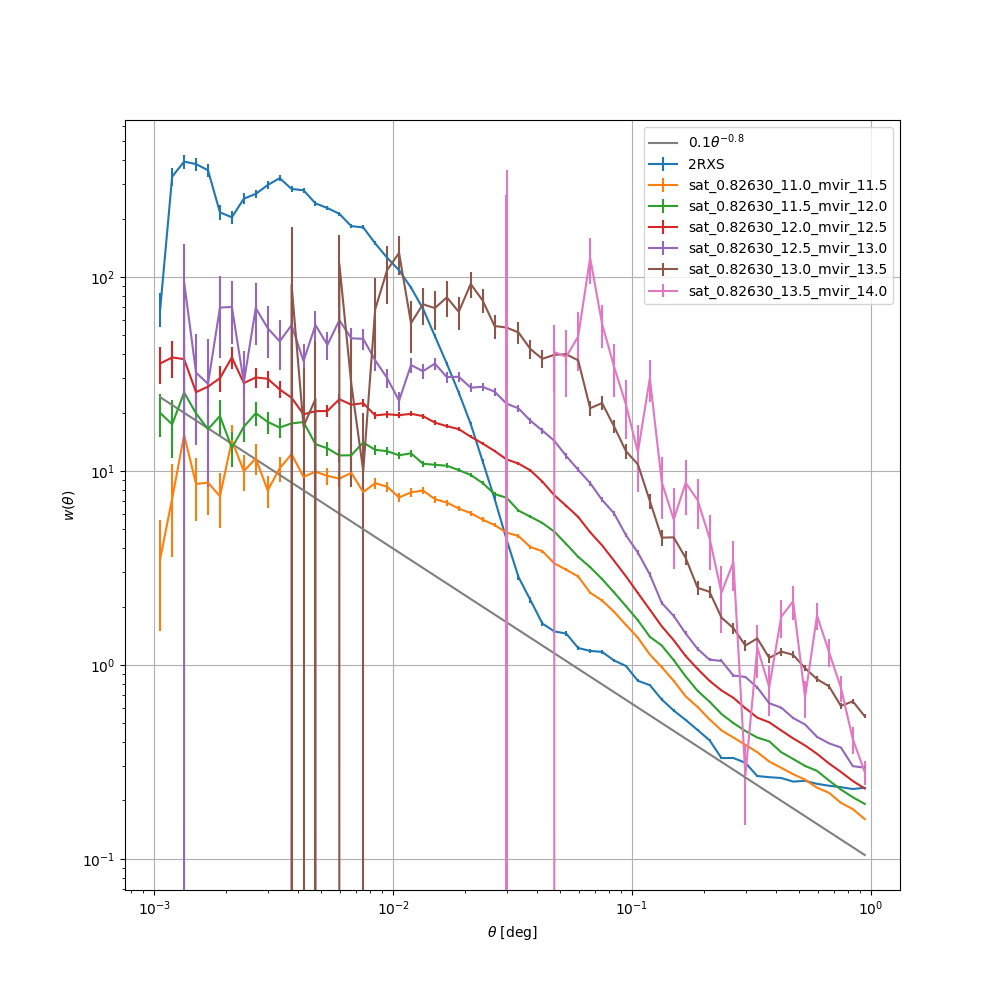 0.1θ^{-0.8}
2RXS
sat_0.82630_11.0_mvir_11.5
sat_0.82630_11.5_mvir_12.0
sat_0.82630_12.0_mvir_12.5
sat_0.82630_12.5_mvir_13.0
sat_0.82630_13.0_mvir_13.5
sat_0.82630_13.5_mvir_14.0
10^2
10^1
10^0
10^{-1}
w(θ)
10^{-3} 10^{-2} 10^{-1} 10^0
θ [deg]